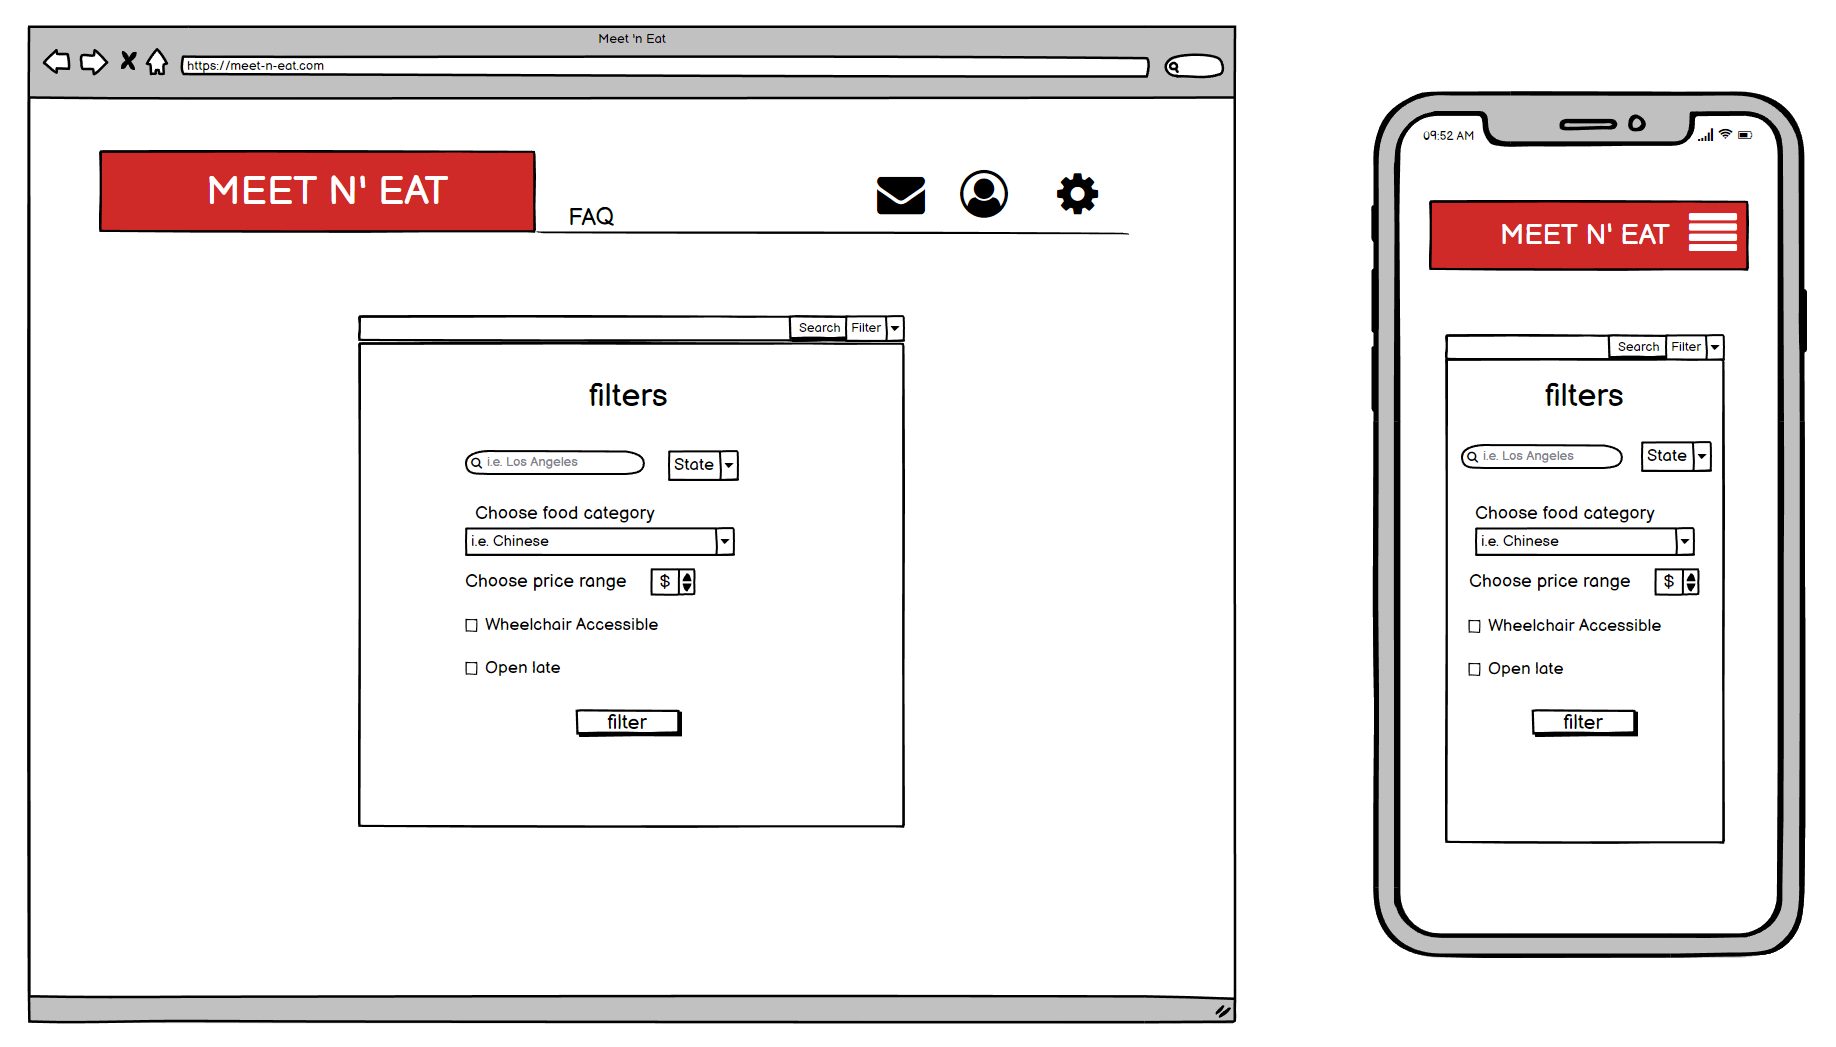 Meet 'n Eat
https://meet-n-eat.com
MEET N' EAT
FAQ
Search Filter
filters
i.e. Los Angeles State
Choose food category
i.e. Chinese
Choose price range $
Wheelchair Accessible
Open late
filter
09:52 AM
MEET N' EAT
Search Filter
filters
i.e. Los Angeles State
Choose food category
i.e. Chinese
Choose price range $
Wheelchair Accessible
Open late
filter